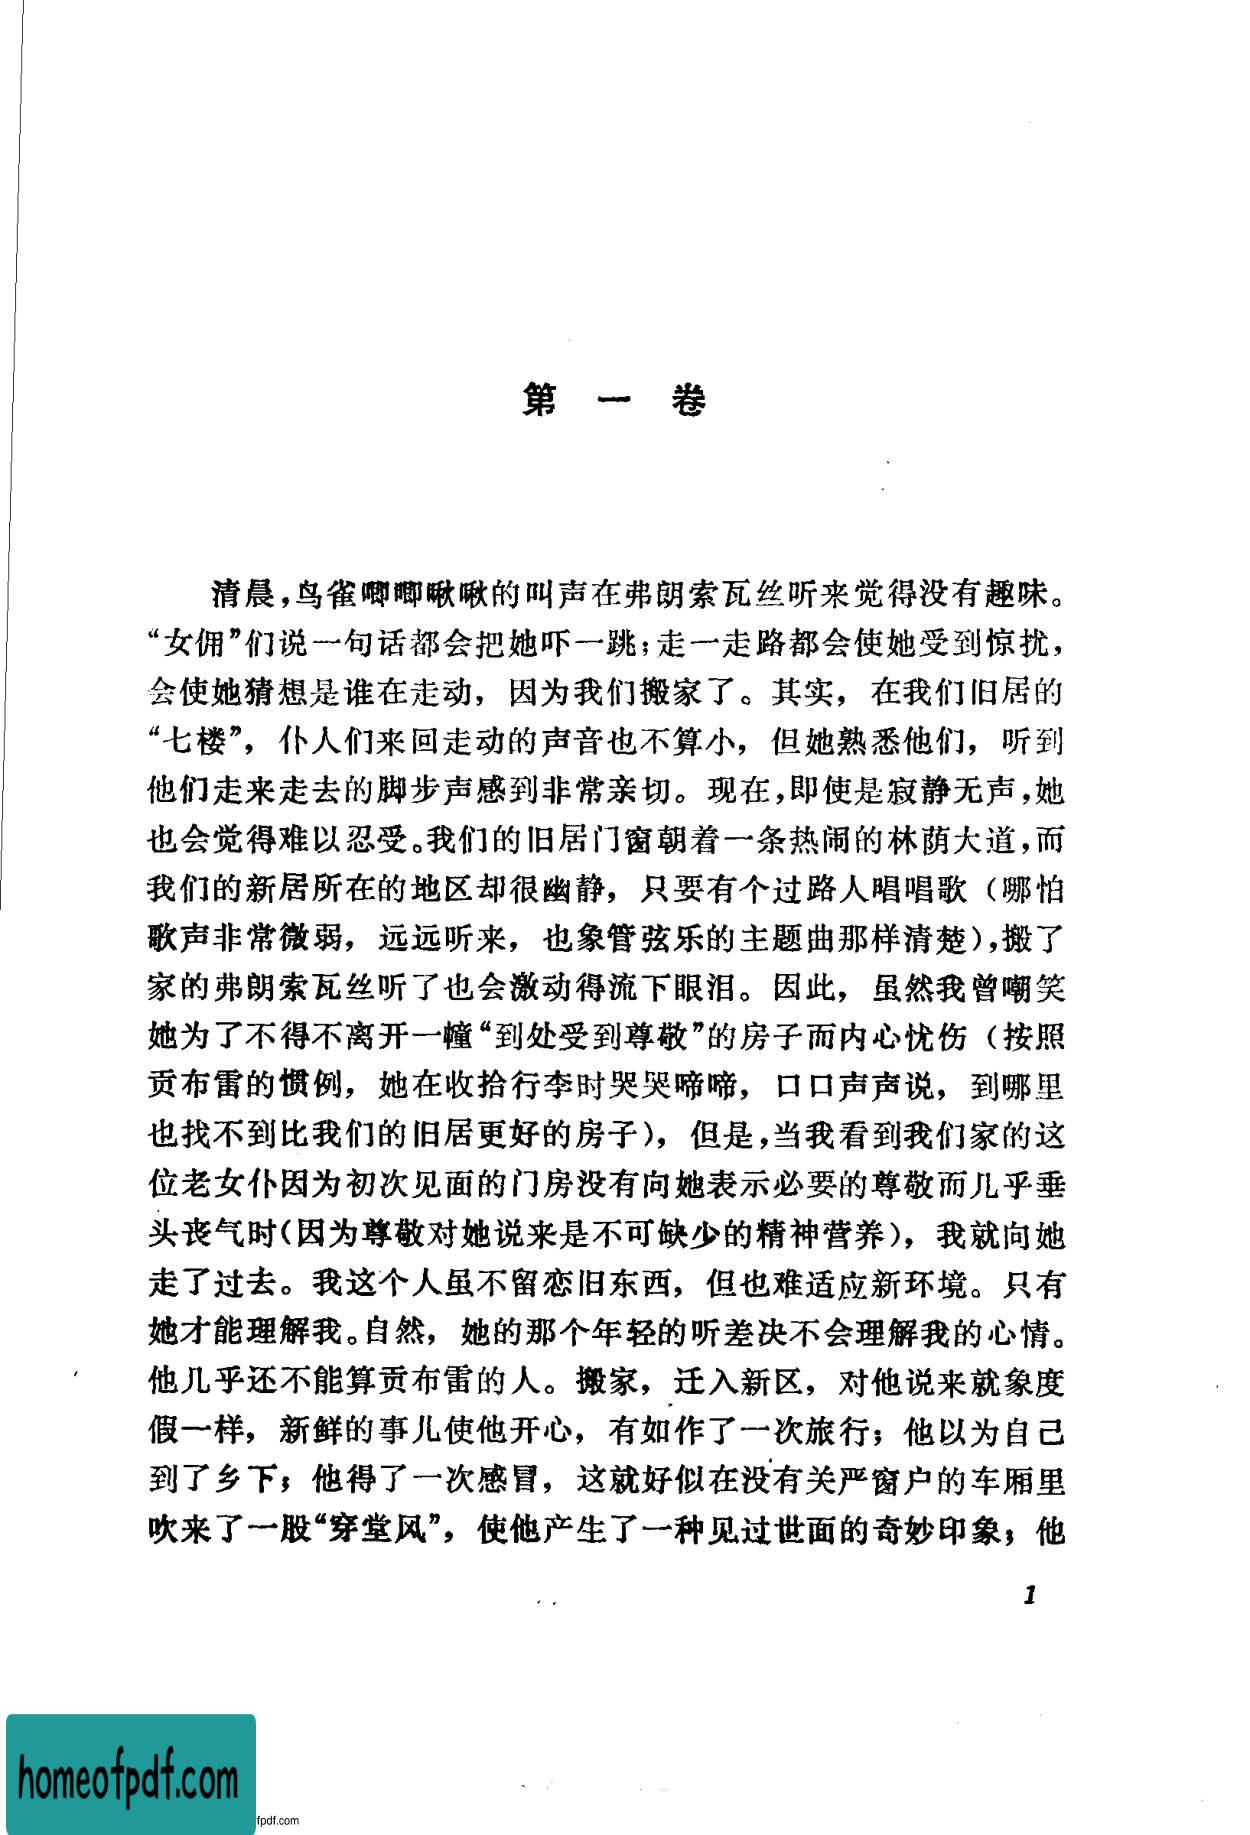 第一卷
清晨，鸟雀唧唧啾啾的叫声在弗朗索瓦丝听来觉得没有趣味。
“女佣”们说一句话都会把她吓一跳；走一走路都会使她受到惊扰，
会使她猜想是谁在走动，因为我们搬家了。其实，在我们旧居的
“七楼”，仆人们来回走动的声音也不算小，但她熟悉他们，听到
他们走来走去的脚步声感到非常亲切。现在，即使是寂静无声，她
也会觉得难以忍受。我们的旧居门窗朝着一条热闹的林荫大道，而
我们的新居所在的地区却很幽静，只要有个过路人唱唱歌（哪怕
歌声非常微弱，远远听来，也象管弦乐的主题曲那样清楚），搬了
家的弗朗索瓦丝听了也会激动得流下眼泪。因此，虽然我曾嘲笑
她为了不得不离开一幢“到处受到尊敬”的房子而内心忧伤（按照
贡布雷的惯例，她在收拾行李时哭哭啼啼，口口声声说，到哪里
也找不到比我们的旧居更好的房子），但是，当我看到我们家的这
位老女仆因为初次见面的门房没有向她表示必要的尊敬而几乎垂
头丧气时（因为尊敬对她说来是不可缺少的精神营养），我就向她
走了过去。我这个人虽不留恋旧东西，但也难适应新环境。只有
她才能理解我。自然，她的那个年轻的听差决不会理解我的心情。
他几乎还不能算贡布雷的人。搬家，迁入新区，对他说来就象度
假一样，新鲜的事儿使他开心，有如作了一次旅行；他以为自己
到了乡下；他得了一次感冒，这就好似在没有关严窗户的车厢里
吹来了一股“穿堂风”，使他产生了一种见过世面的奇妙印象；他
1
homeofpdf.com
fpdf.com